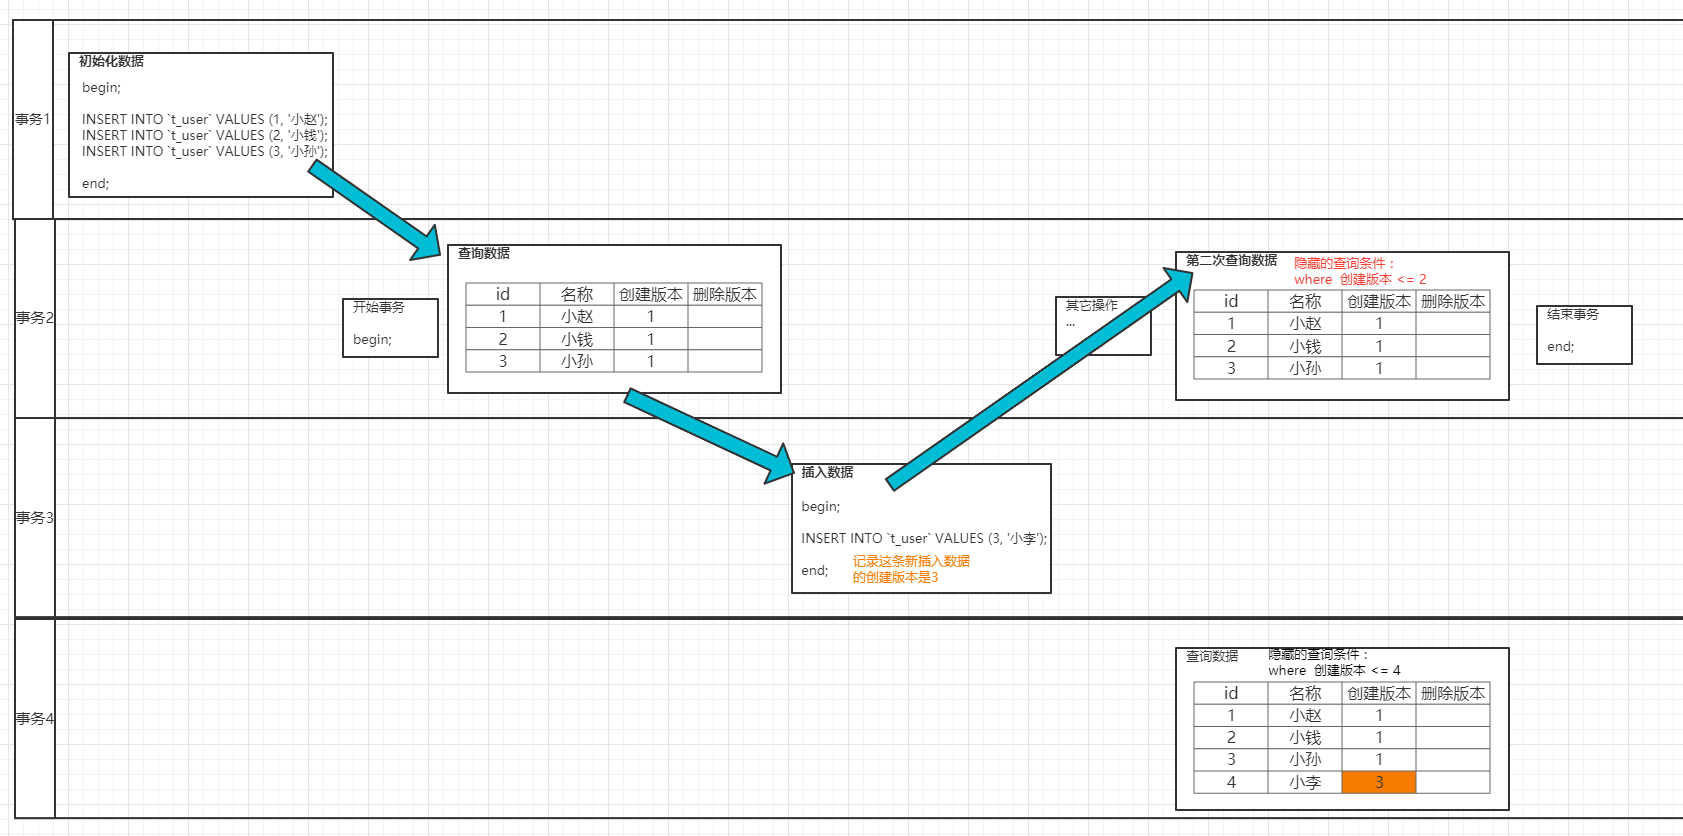 事务1
初始化数据
begin;
INSERT INTO `t_user` VALUES (1, '小赵');
INSERT INTO `t_user` VALUES (2, '小钱');
INSERT INTO `t_user` VALUES (3, '小孙');
end;
事务2
开始事务
begin;
查询数据
id 名称 创建版本 删除版本
1 小赵 1
2 小钱 1
3 小孙 1
其它操作
...
第二次查询数据
隐藏的查询条件：
where 创建版本 <= 2
id 名称 创建版本 删除版本
1 小赵 1
2 小钱 1
3 小孙 1
结束事务
end;
事务3
插入数据
begin;
INSERT INTO `t_user` VALUES (3, '小李');
end;
记录这条新插入数据
的创建版本是3
事务4
查询数据
隐藏的查询条件：
where 创建版本 <= 4
id 名称 创建版本 删除版本
1 小赵 1
2 小钱 1
3 小孙 1
4 小李 3